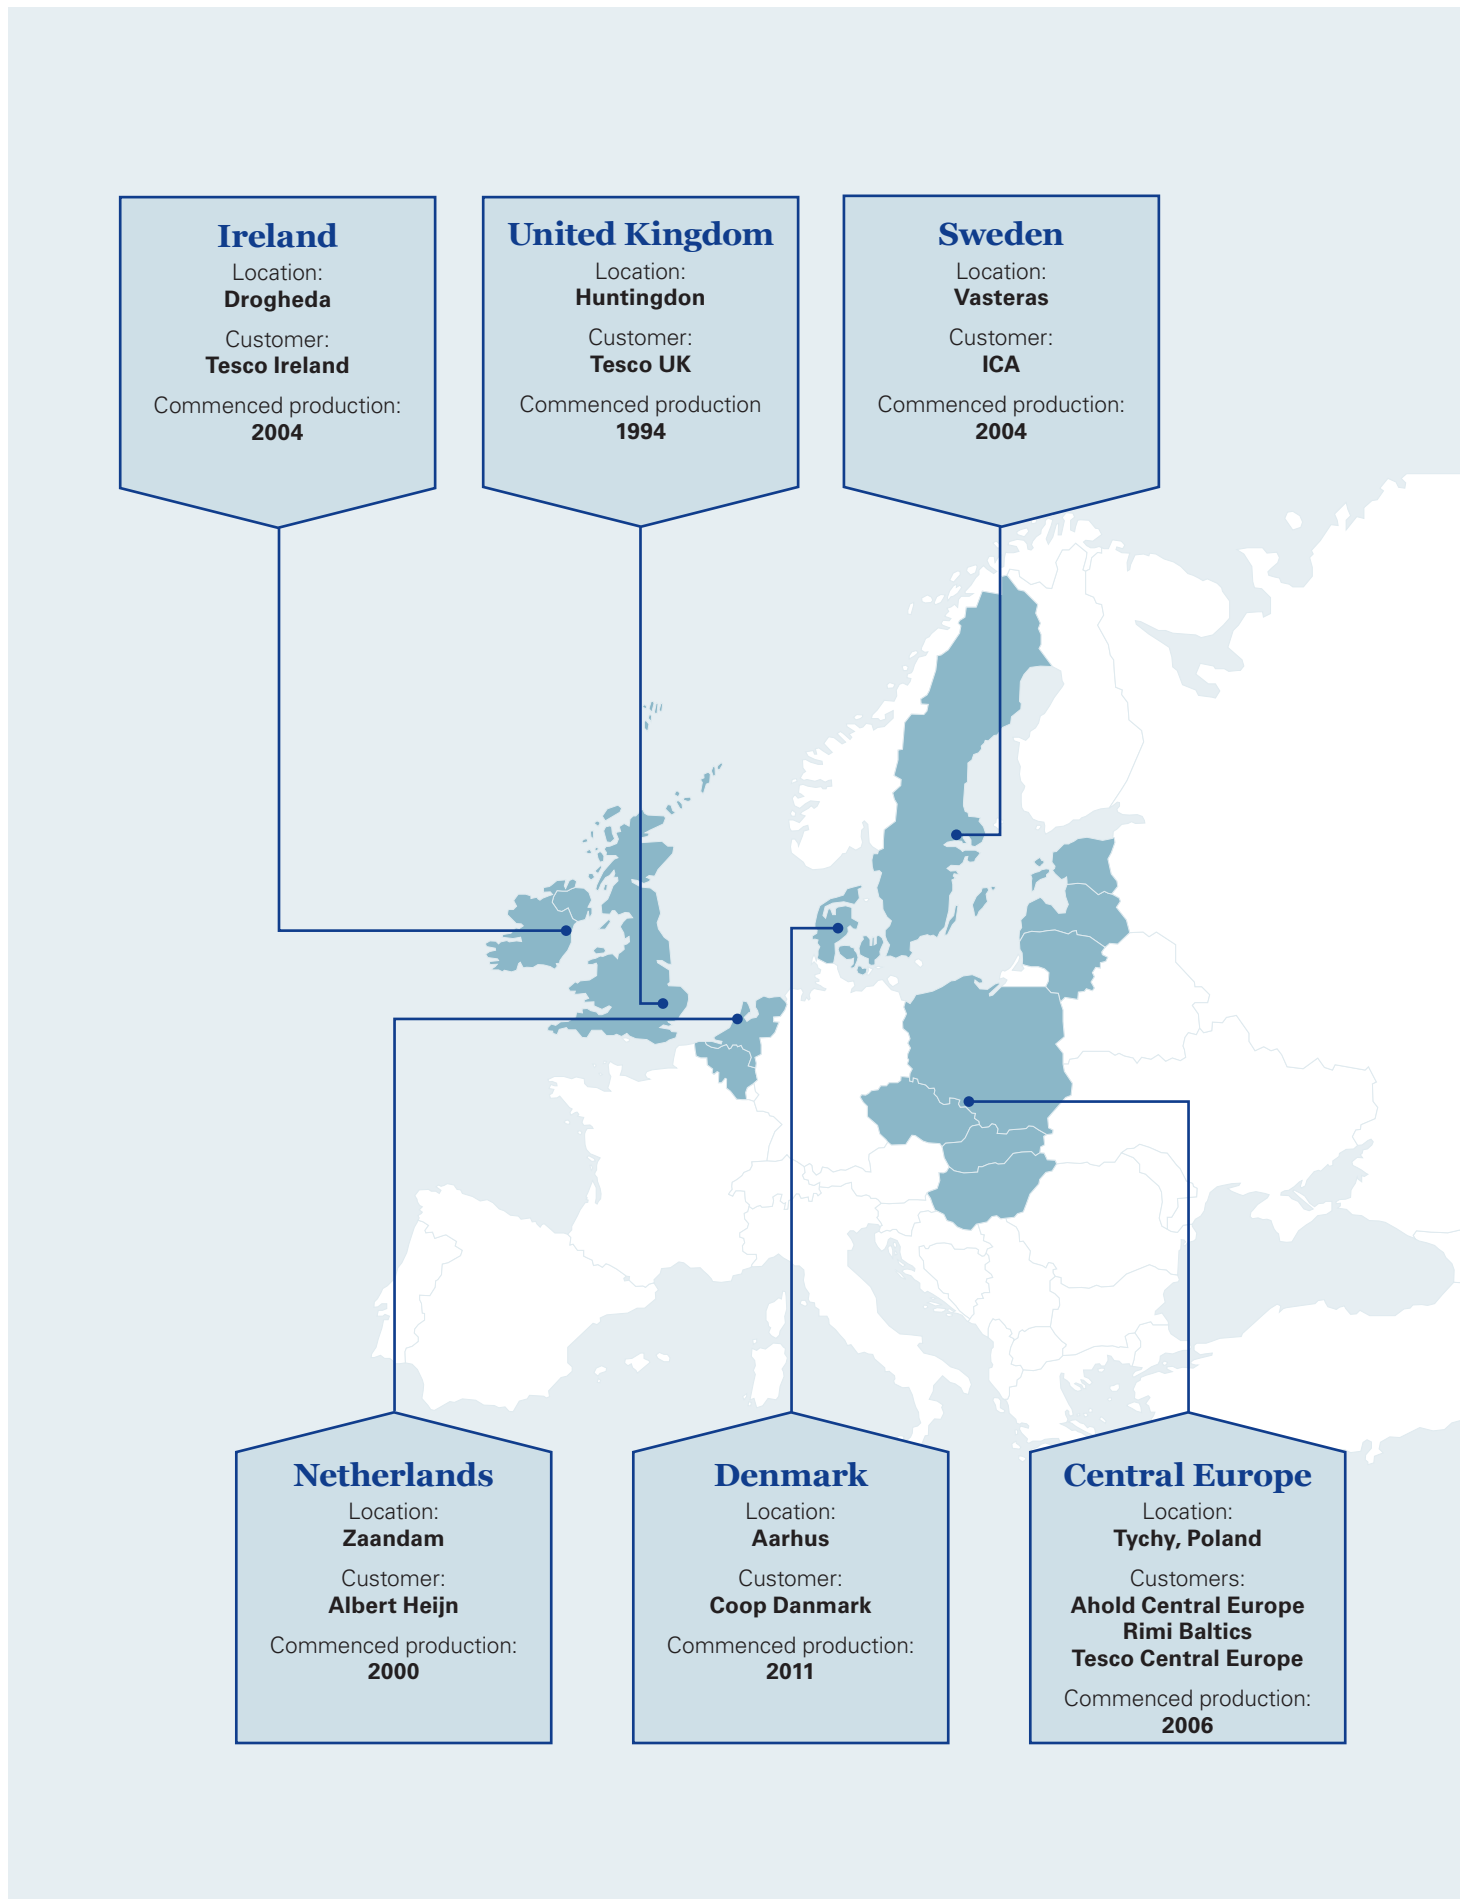 Ireland
Location:
Drogheda
Customer:
Tesco Ireland
Commenced production:
2004
United Kingdom
Location:
Huntingdon
Customer:
Tesco UK
Commenced production
1994
Sweden
Location:
Vasteras
Customer:
ICA
Commenced production:
2004
Netherlands
Location:
Zaandam
Customer:
Albert Heijn
Commenced production:
2000
Denmark
Location:
Aarhus
Customer:
Coop Danmark
Commenced production:
2011
Central Europe
Location:
Tychy, Poland
Customers:
Ahold Central Europe
Rimi Baltics
Tesco Central Europe
Commenced production:
2006